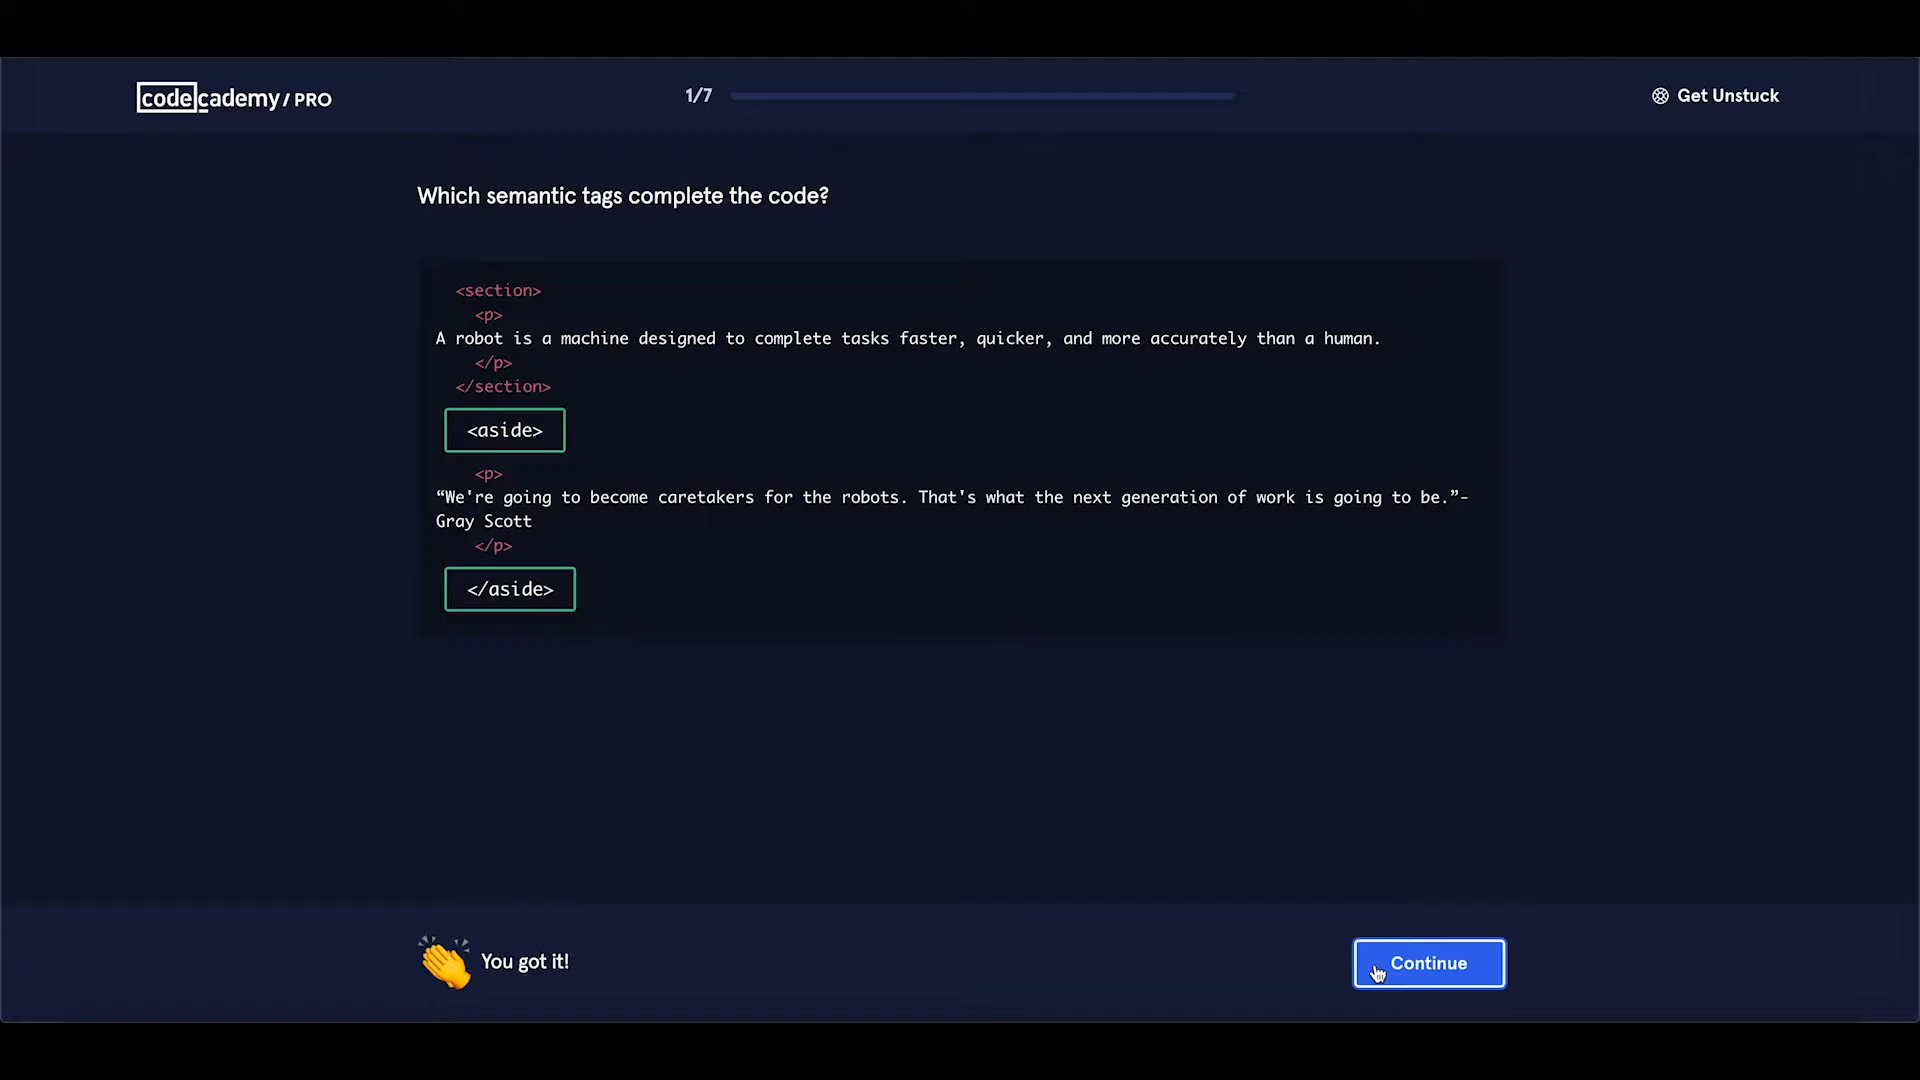 codecademy/PRO
1/7
Get Unstuck
Which semantic tags complete the code?
<section>
<p>
A robot is a machine designed to complete tasks faster, quicker, and more accurately than a human.
</p>
</section>
<aside>
<p>
“We're going to become caretakers for the robots. That's what the next generation of work is going to be.”-
Gray Scott
</p>
</aside>
You got it!
Continue